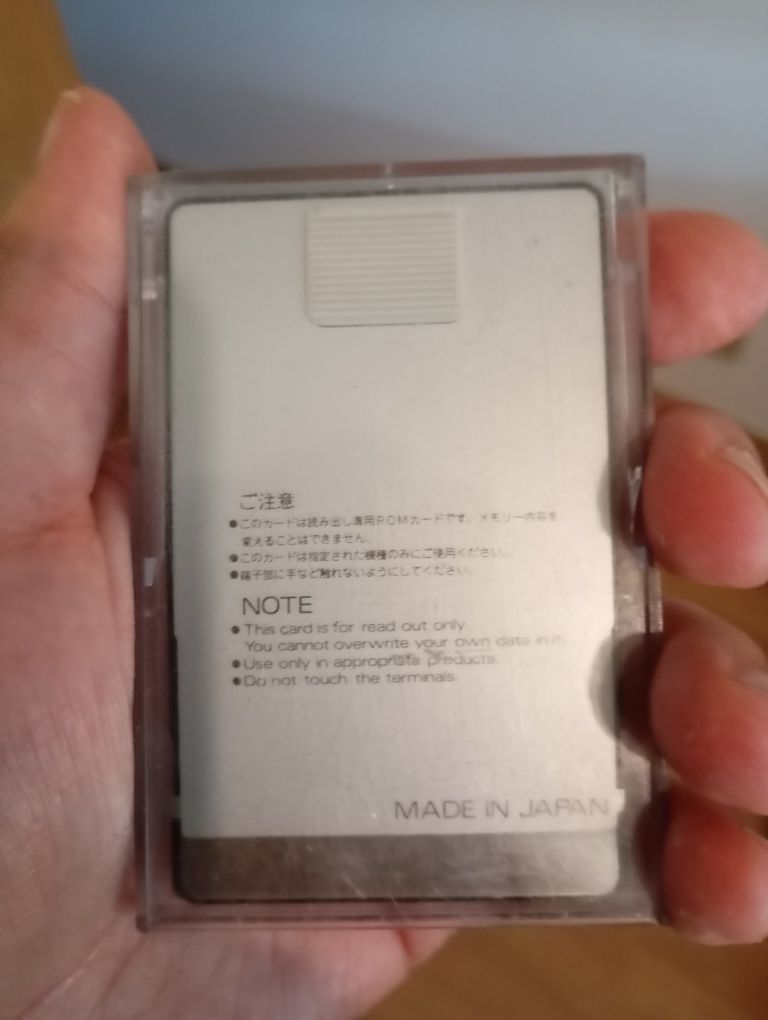 ご注意
●このカードは読み出し専用ROMカードです。メモリー内容を
変えることはできません。
●このカードは指定された機種のみにご使用ください。
●端子部に手など触れないようにしてください。
NOTE
●This card is for read out only.
You cannot overwrite your own data in it.
●Use only in appropriate products.
●Do not touch the terminals.
MADE IN JAPAN